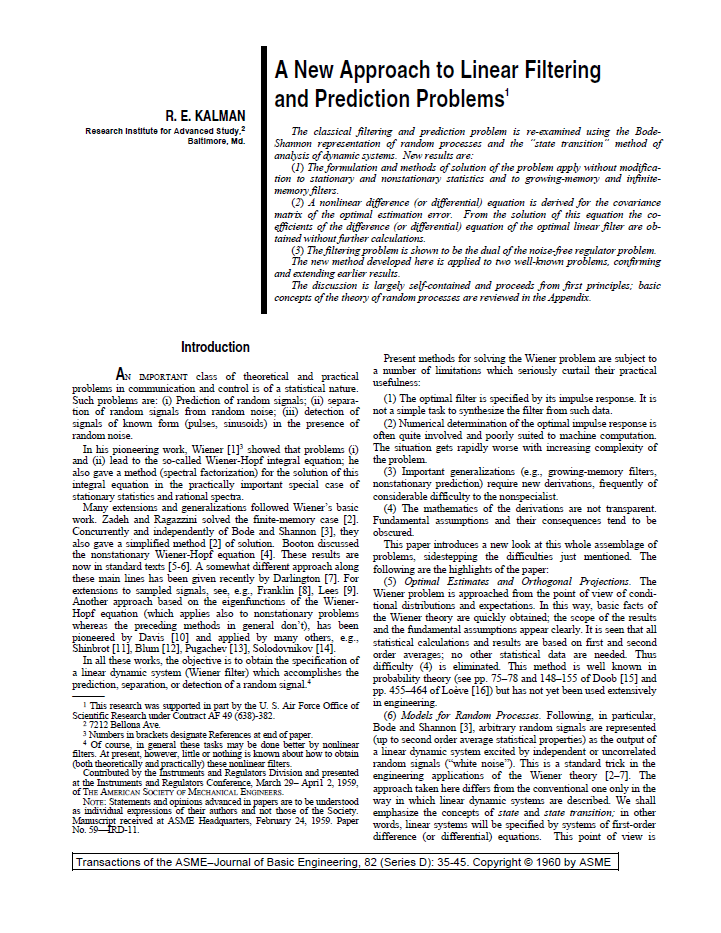 R. E. KALMAN
Research Institute for Advanced Study,2
Baltimore, Md.
A New Approach to Linear Filtering
and Prediction Problems1
The classical filtering and prediction problem is re-examined using the Bode-
Shannon representation of random processes and the “state transition” method of
analysis of dynamic systems. New results are:
(1) The formulation and methods of solution of the problem apply without modifica-
tion to stationary and nonstationary statistics and to growing-memory and infinite-
memory filters.
(2) A nonlinear difference (or differential) equation is derived for the covariance
matrix of the optimal estimation error. From the solution of this equation the co-
efficients of the difference (or differential) equation of the optimal linear filter are ob-
tained without further calculations.
(3) The filtering problem is shown to be the dual of the noise-free regulator problem.
The new method developed here is applied to two well-known problems, confirming
and extending earlier results.
The discussion is largely self-contained and proceeds from first principles; basic
concepts of the theory of random processes are reviewed in the Appendix.
Introduction
AN IMPORTANT class of theoretical and practical
problems in communication and control is of a statistical nature.
Such problems are: (i) Prediction of random signals; (ii) separa-
tion of random signals from random noise; (iii) detection of
signals of known form (pulses, sinusoids) in the presence of
random noise.
In his pioneering work, Wiener [1]3 showed that problems (i)
and (ii) lead to the so-called Wiener-Hopf integral equation; he
also gave a method (spectral factorization) for the solution of this
integral equation in the practically important special case of
stationary statistics and rational spectra.
Many extensions and generalizations followed Wiener’s basic
work. Zadeh and Ragazzini solved the finite-memory case [2].
Concurrently and independently of Bode and Shannon [3], they
also gave a simplified method [2] of solution. Booton discussed
the nonstationary Wiener-Hopf equation [4]. These results are
now in standard texts [5-6]. A somewhat different approach along
these main lines has been given recently by Darlington [7]. For
extensions to sampled signals, see, e.g., Franklin [8], Lees [9].
Another approach based on the eigenfunctions of the Wiener-
Hopf equation (which applies also to nonstationary problems
whereas the preceding methods in general don’t), has been
pioneered by Davis [10] and applied by many others, e.g.,
Shinbrot [11], Blum [12], Pugachev [13], Solodovnikov [14].
In all these works, the objective is to obtain the specification of
a linear dynamic system (Wiener filter) which accomplishes the
prediction, separation, or detection of a random signal.4
1 This research was supported in part by the U. S. Air Force Office of
Scientific Research under Contract AF 49 (638)-382.
2 7212 Bellona Ave.
3 Numbers in brackets designate References at end of paper.
4 Of course, in general these tasks may be done better by nonlinear
filters. At present, however, little or nothing is known about how to obtain
(both theoretically and practically) these nonlinear filters.
Contributed by the Instruments and Regulators Division and presented
at the Instruments and Regulators Conference, March 29– April 2, 1959,
of THE AMERICAN SOCIETY OF MECHANICAL ENGINEERS.
NOTE: Statements and opinions advanced in papers are to be understood
as individual expressions of their authors and not those of the Society.
Manuscript received at ASME Headquarters, February 24, 1959. Paper
No. 59—IRD-11.
Present methods for solving the Wiener problem are subject to
a number of limitations which seriously curtail their practical
usefulness:
(1) The optimal filter is specified by its impulse response. It is
not a simple task to synthesize the filter from such data.
(2) Numerical determination of the optimal impulse response is
often quite involved and poorly suited to machine computation.
The situation gets rapidly worse with increasing complexity of
the problem.
(3) Important generalizations (e.g., growing-memory filters,
nonstationary prediction) require new derivations, frequently of
considerable difficulty to the nonspecialist.
(4) The mathematics of the derivations are not transparent.
Fundamental assumptions and their consequences tend to be
obscured.
This paper introduces a new look at this whole assemblage of
problems, sidestepping the difficulties just mentioned. The
following are the highlights of the paper:
(5) Optimal Estimates and Orthogonal Projections. The
Wiener problem is approached from the point of view of condi-
tional distributions and expectations. In this way, basic facts of
the Wiener theory are quickly obtained; the scope of the results
and the fundamental assumptions appear clearly. It is seen that all
statistical calculations and results are based on first and second
order averages; no other statistical data are needed. Thus
difficulty (4) is eliminated. This method is well known in
probability theory (see pp. 75–78 and 148–155 of Doob [15] and
pp. 455–464 of Loève [16]) but has not yet been used extensively
in engineering.
(6) Models for Random Processes. Following, in particular,
Bode and Shannon [3], arbitrary random signals are represented
(up to second order average statistical properties) as the output of
a linear dynamic system excited by independent or uncorrelated
random signals (“white noise”). This is a standard trick in the
engineering applications of the Wiener theory [2–7]. The
approach taken here differs from the conventional one only in the
way in which linear dynamic systems are described. We shall
emphasize the concepts of state and state transition; in other
words, linear systems will be specified by systems of first-order
difference (or differential) equations. This point of view is
Transactions of the ASME–Journal of Basic Engineering, 82 (Series D): 35-45. Copyright © 1960 by ASME